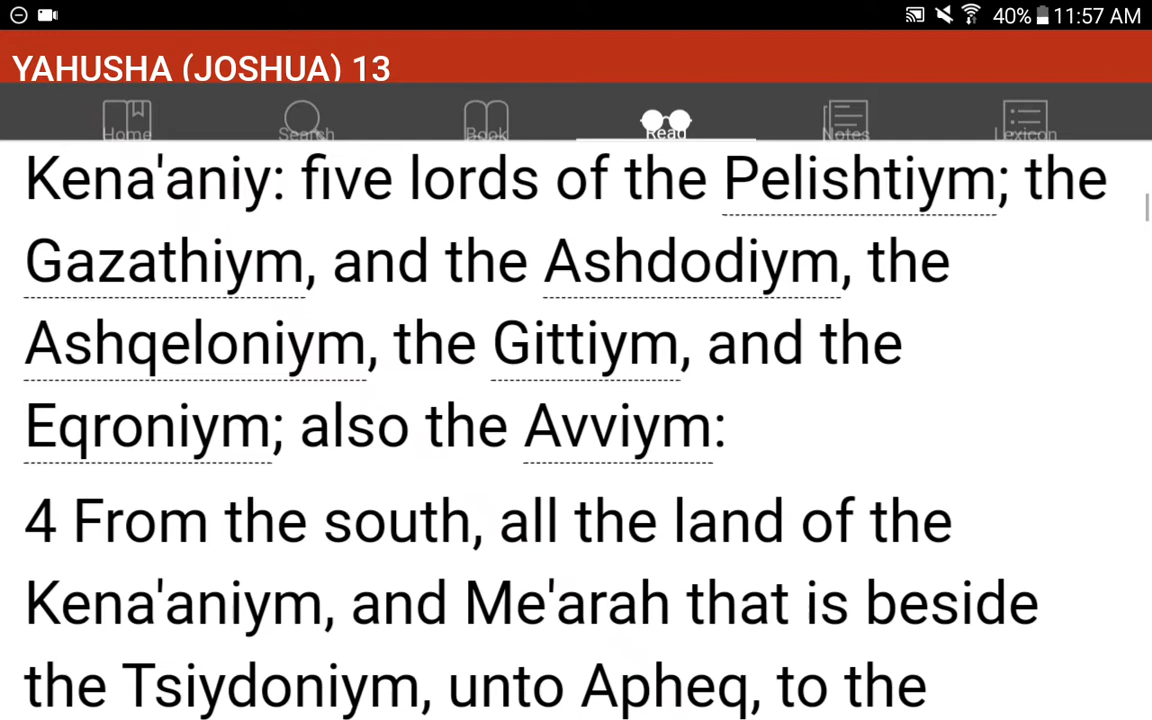 40% 11:57 AM
YAHUSHA (JOSHUA) 13
Home Search Book Read Notes Lexicon
Kena'aniy: five lords of the Pelishtiym; the
Gazathiym, and the Ashdodiym, the
Ashqeloniym, the Gittiym, and the
Eqroniym; also the Avviym:
4 From the south, all the land of the
Kena'aniym, and Me'arah that is beside
the Tsiydoniym, unto Apheq, to the